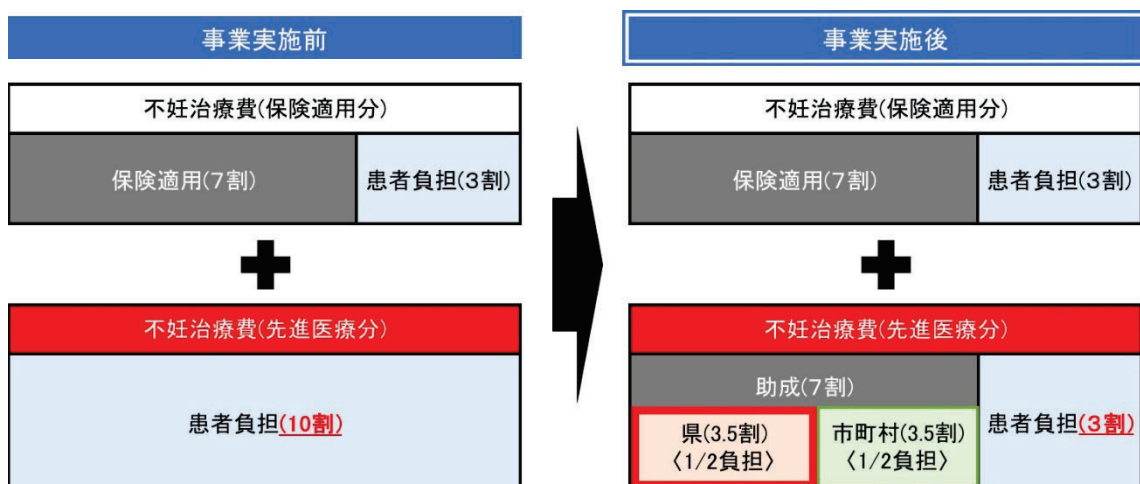 事業実施前
不妊治療費(保険適用分)
保険適用(7割)
患者負担(3割)
不妊治療費(先進医療分)
患者負担(10割)
事業実施後
不妊治療費(保険適用分)
保険適用(7割)
患者負担(3割)
不妊治療費(先進医療分)
助成(7割)
県(3.5割)
〈1/2負担〉
市町村(3.5割)
〈1/2負担〉
患者負担(3割)